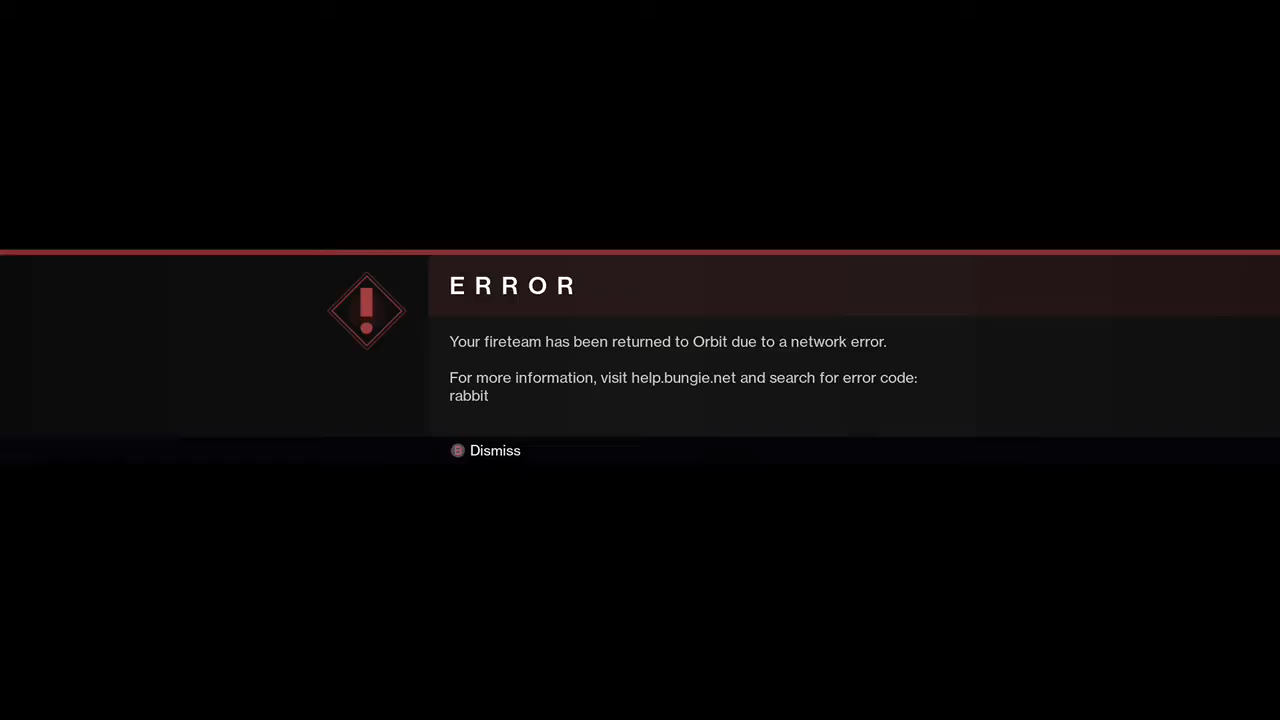 ERROR
Your fireteam has been returned to Orbit due to a network error.
For more information, visit help.bungie.net and search for error code:
rabbit
B Dismiss